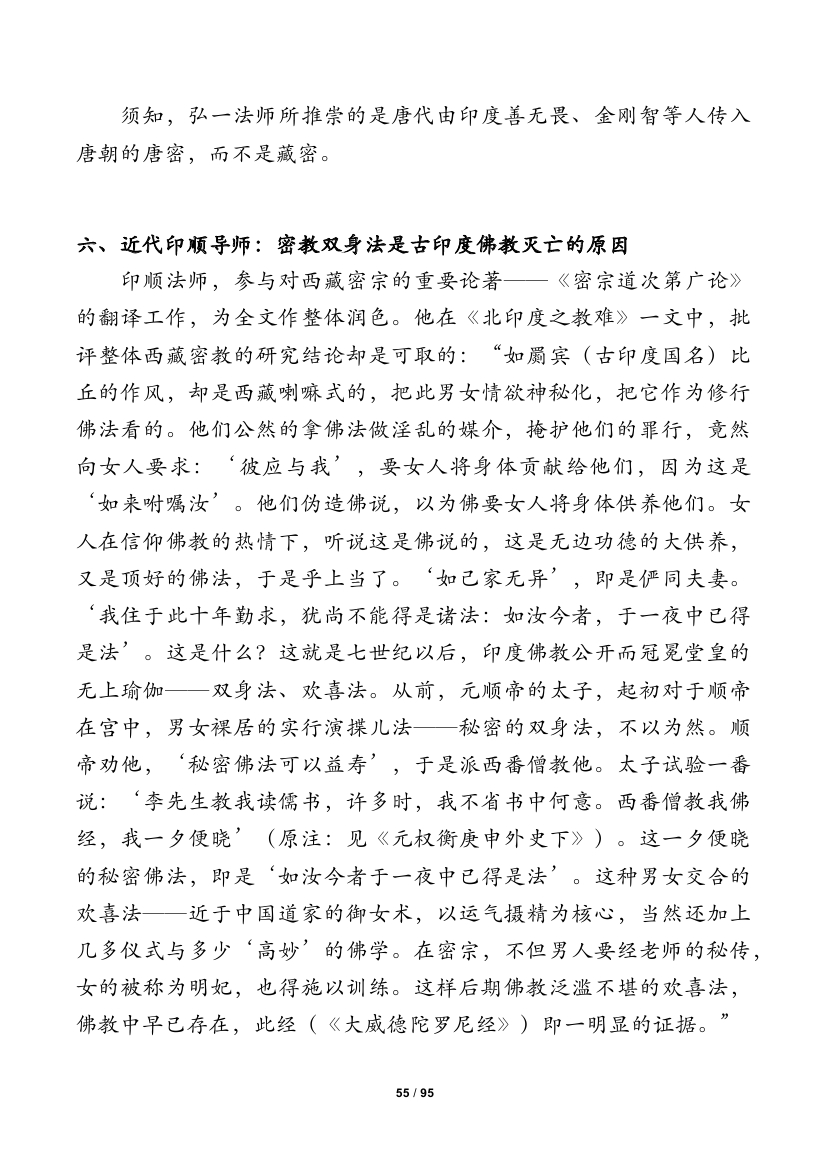 须知，弘一法师所推崇的是唐代由印度善无畏、金刚智等人传入
唐朝的唐密，而不是藏密。
六、近代印顺导师：密教双身法是古印度佛教灭亡的原因
印顺法师，参与对西藏密宗的重要论著——《密宗道次第广论》
的翻译工作，为全文作整体润色。他在《北印度之教难》一文中，批
评整体西藏密教的研究结论却是可取的：“如罽宾（古印度国名）比
丘的作风，却是西藏喇嘛式的，把此男女情欲神秘化，把它作为修行
佛法看的。他们公然的拿佛法做淫乱的媒介，掩护他们的罪行，竟然
向女人要求：‘彼应与我’，要女人将身体贡献给他们，因为这是
‘如来咐嘱汝’。他们伪造佛说，以为佛要女人将身体供养他们。女
人在信仰佛教的热情下，听说这是佛说的，这是无边功德的大供养，
又是顶好的佛法，于是乎上当了。‘如己家无异’，即是俨同夫妻。
‘我住于此十年勤求，犹尚不能得是诸法：如汝今者，于一夜中已得
是法’。这是什么？这就是七世纪以后，印度佛教公开而冠冕堂皇的
无上瑜伽——双身法、欢喜法。从前，元顺帝的太子，起初对于顺帝
在宫中，男女裸居的实行演揲儿法——秘密的双身法，不以为然。顺
帝劝他，‘秘密佛法可以益寿’，于是派西番僧教他。太子试验一番
说：‘李先生教我读儒书，许多时，我不省书中何意。西番僧教我佛
经，我一夕便晓’（原注：见《元权衡庚申外史下》）。这一夕便晓
的秘密佛法，即是‘如汝今者于一夜中已得是法’。这种男女交合的
欢喜法——近于中国道家的御女术，以运气摄精为核心，当然还加上
几多仪式与多少‘高妙’的佛学。在密宗，不但男人要经老师的秘传，
女的被称为明妃，也得施以训练。这样后期佛教泛滥不堪的欢喜法，
佛教中早已存在，此经（《大威德陀罗尼经》）即一明显的证据。”
55 / 95